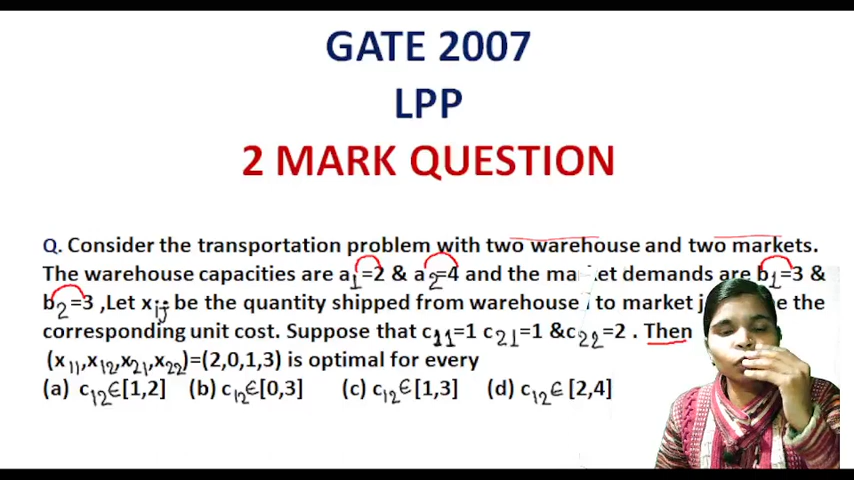 GATE 2007
LPP
2 MARK QUESTION
Q. Consider the transportation problem with two warehouse and two markets.
The warehouse capacities are a1=2 & a2=4 and the ma ket demands are b1=3 &
b2=3 ,Let xij be the quantity shipped from warehouse to market j e the
corresponding unit cost. Suppose that c11=1 c21=1 &c22=2 . Then
(x11,x12,x21,x22)=(2,0,1,3) is optimal for every
(a) c12∈[1,2] (b) c12∈[0,3] (c) c12∈[1,3] (d) c12∈[2,4]